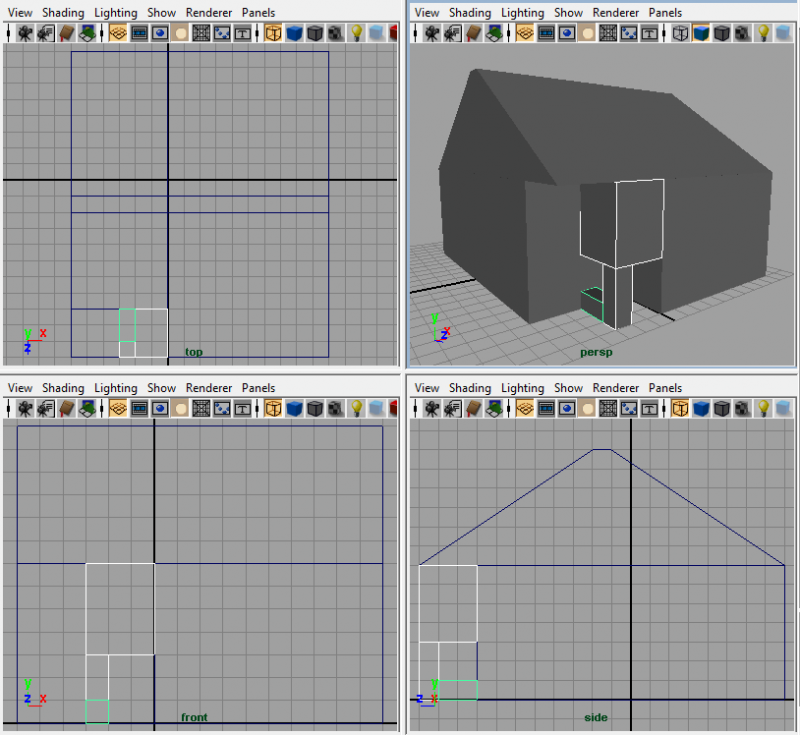 View Shading Lighting Show Renderer Panels
View Shading Lighting Show Renderer Panels
T
T
y x
z
top
y x
z
persp
View Shading Lighting Show Renderer Panels
View Shading Lighting Show Renderer Panels
T
T
y
z x
front
y
z x
side